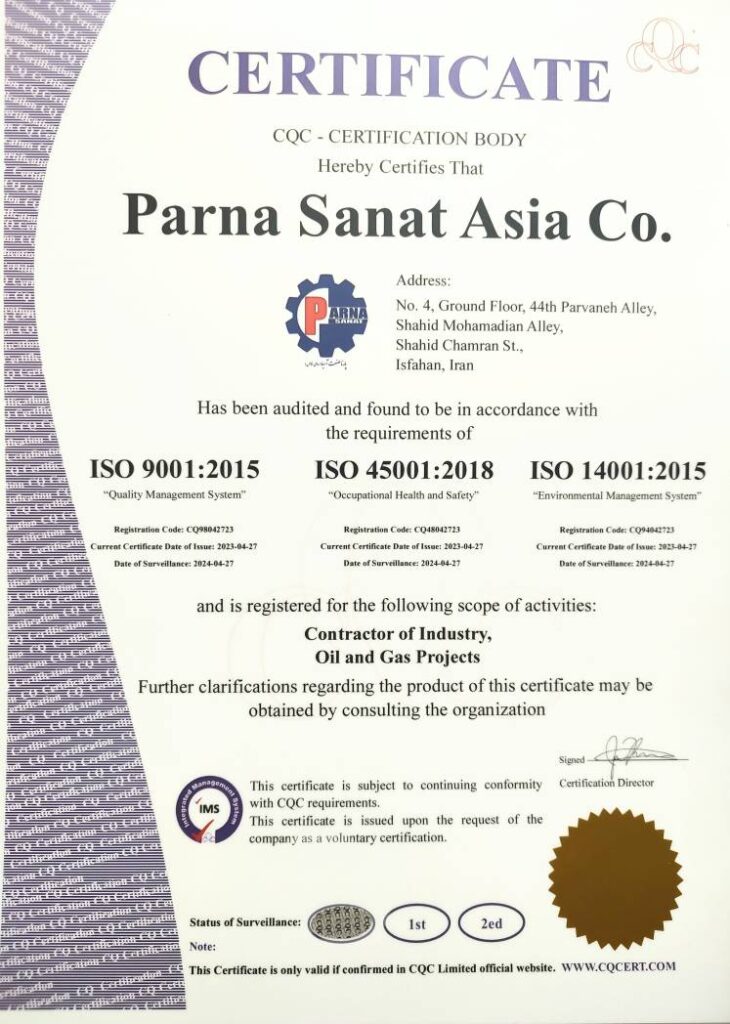 CQC
CERTIFICATE
CQC - CERTIFICATION BODY
Hereby Certifies That
Parna Sanat Asia Co.
PARNA
SANAT
Address:
No. 4, Ground Floor, 44th Parvaneh Alley,
Shahid Mohamadian Alley,
Shahid Chamran St.,
Isfahan, Iran
Has been audited and found to be in accordance with
the requirements of
ISO 9001:2015
"Quality Management System"
Registration Code: CQ98042723
Current Certificate Date of Issue: 2023-04-27
Date of Surveillance: 2024-04-27
ISO 45001:2018
"Occupational Health and Safety"
Registration Code: CQ48042723
Current Certificate Date of Issue: 2023-04-27
Date of Surveillance: 2024-04-27
ISO 14001:2015
"Environmental Management System"
Registration Code: CQ94042723
Current Certificate Date of Issue: 2023-04-27
Date of Surveillance: 2024-04-27
and is registered for the following scope of activities:
Contractor of Industry,
Oil and Gas Projects
Further clarifications regarding the product of this certificate may be
obtained by consulting the organization
Signed
Certification Director
Integrated Management System
IMS
This certificate is subject to continuing conformity
with CQC requirements.
This certificate is issued upon the request of the
company as a voluntary certification.
Status of Surveillance:
1st
2ed
Note:
This Certificate is only valid if confirmed in CQC Limited official website. WWW.CQCERT.COM